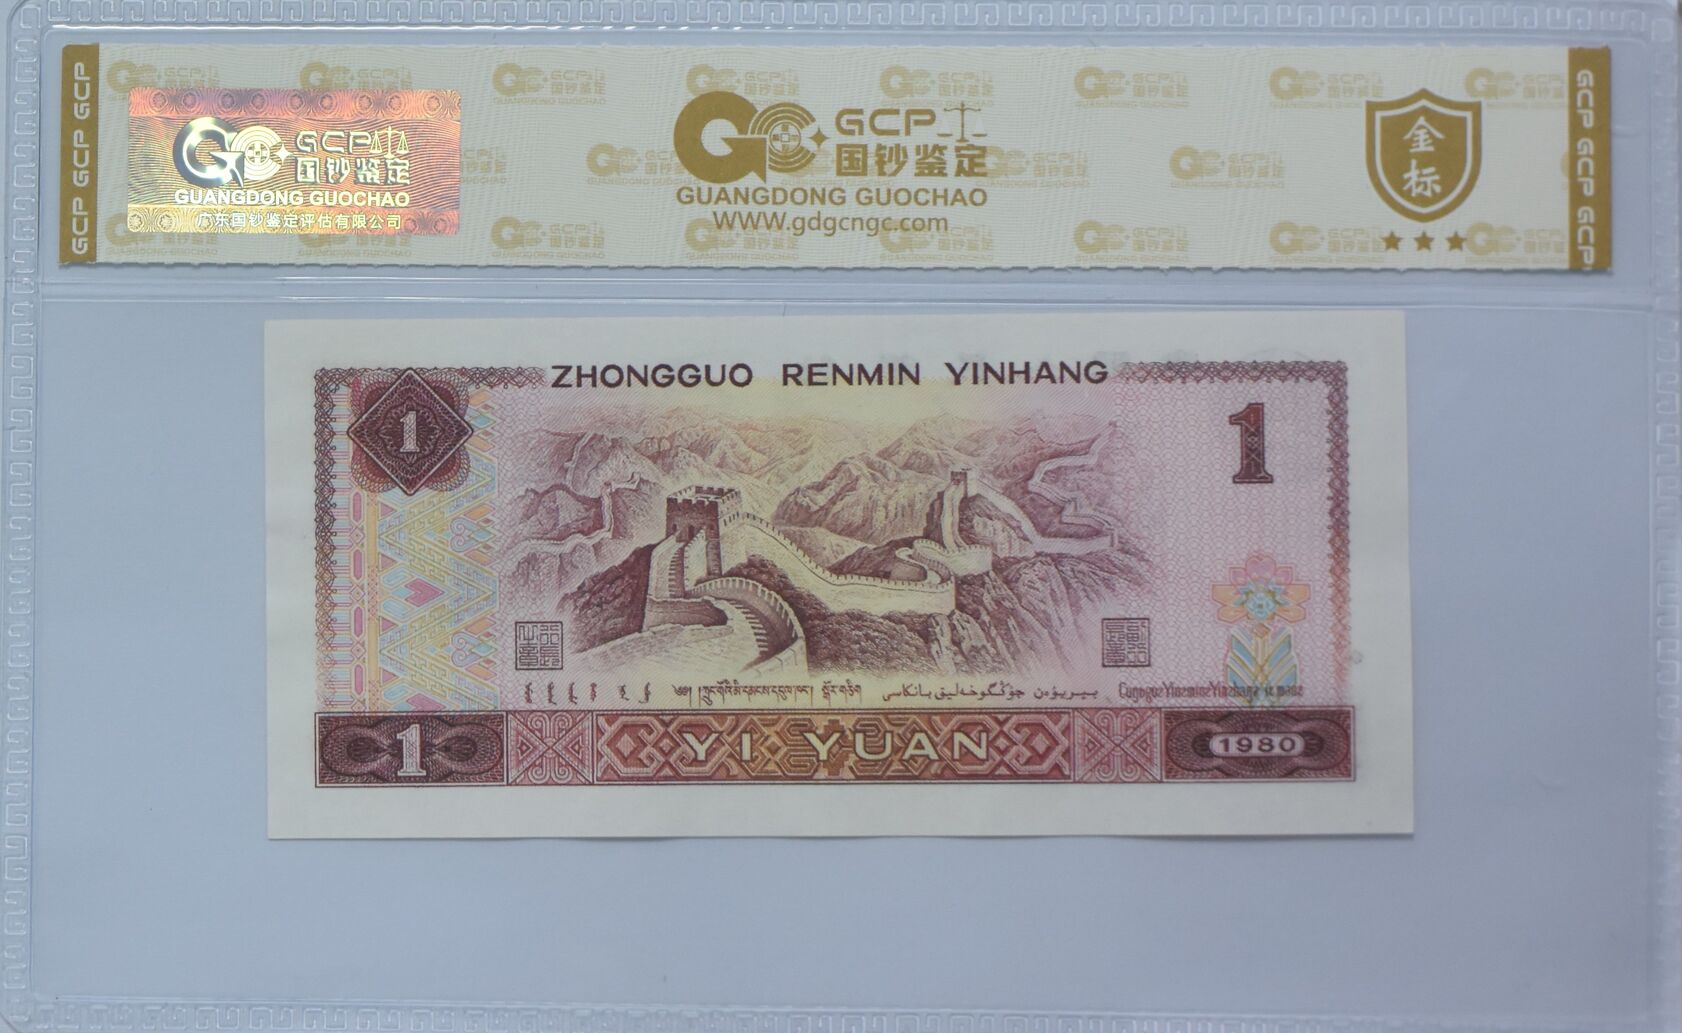 GCP GCP GCP
GCP
国钞鉴定
GUANGDONG GUOCHAO
广东国钞鉴定评估有限公司
GCP
国钞鉴定
GUANGDONG GUOCHAO
WWW.gdgcngc.com
金标
GCP GCP GCP
ZHONGGUO RENMIN YINHANG
1
1
1
YI YUAN
1980